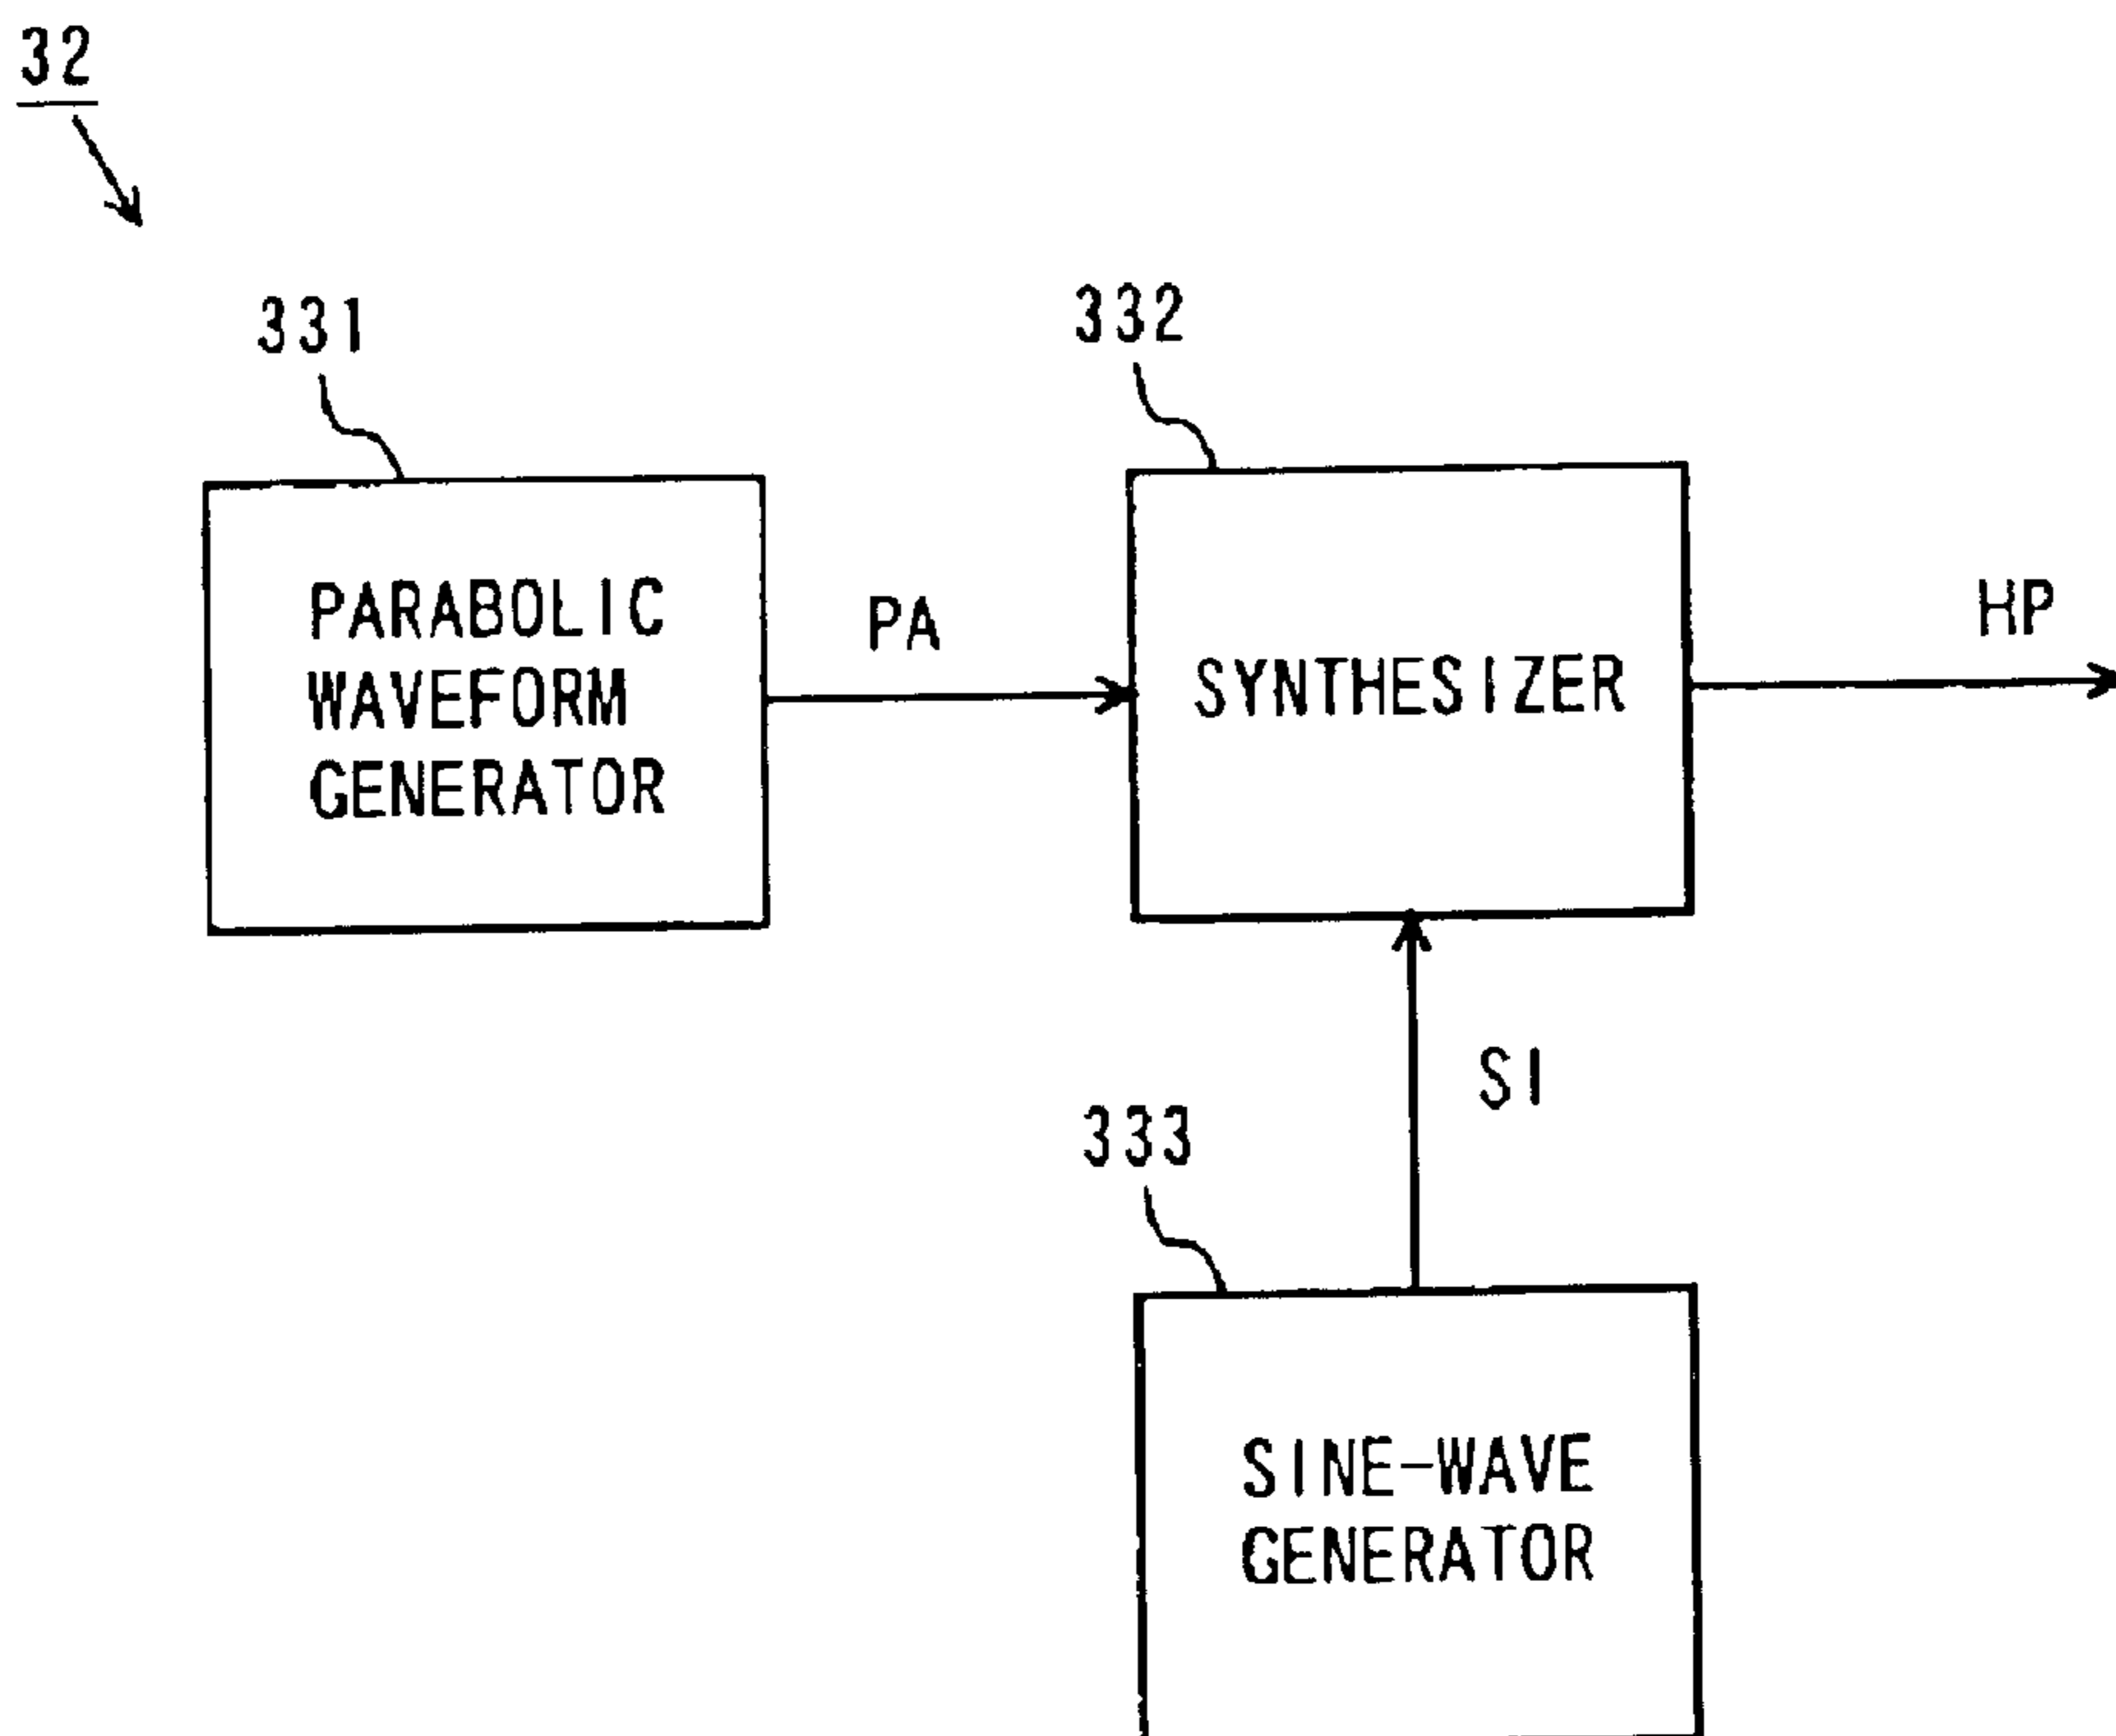 32
331
332
PARABOLIC
WAVEFORM
GENERATOR
PA
SYNTHESIZER
HP
SI
333
SINE-WAVE
GENERATOR